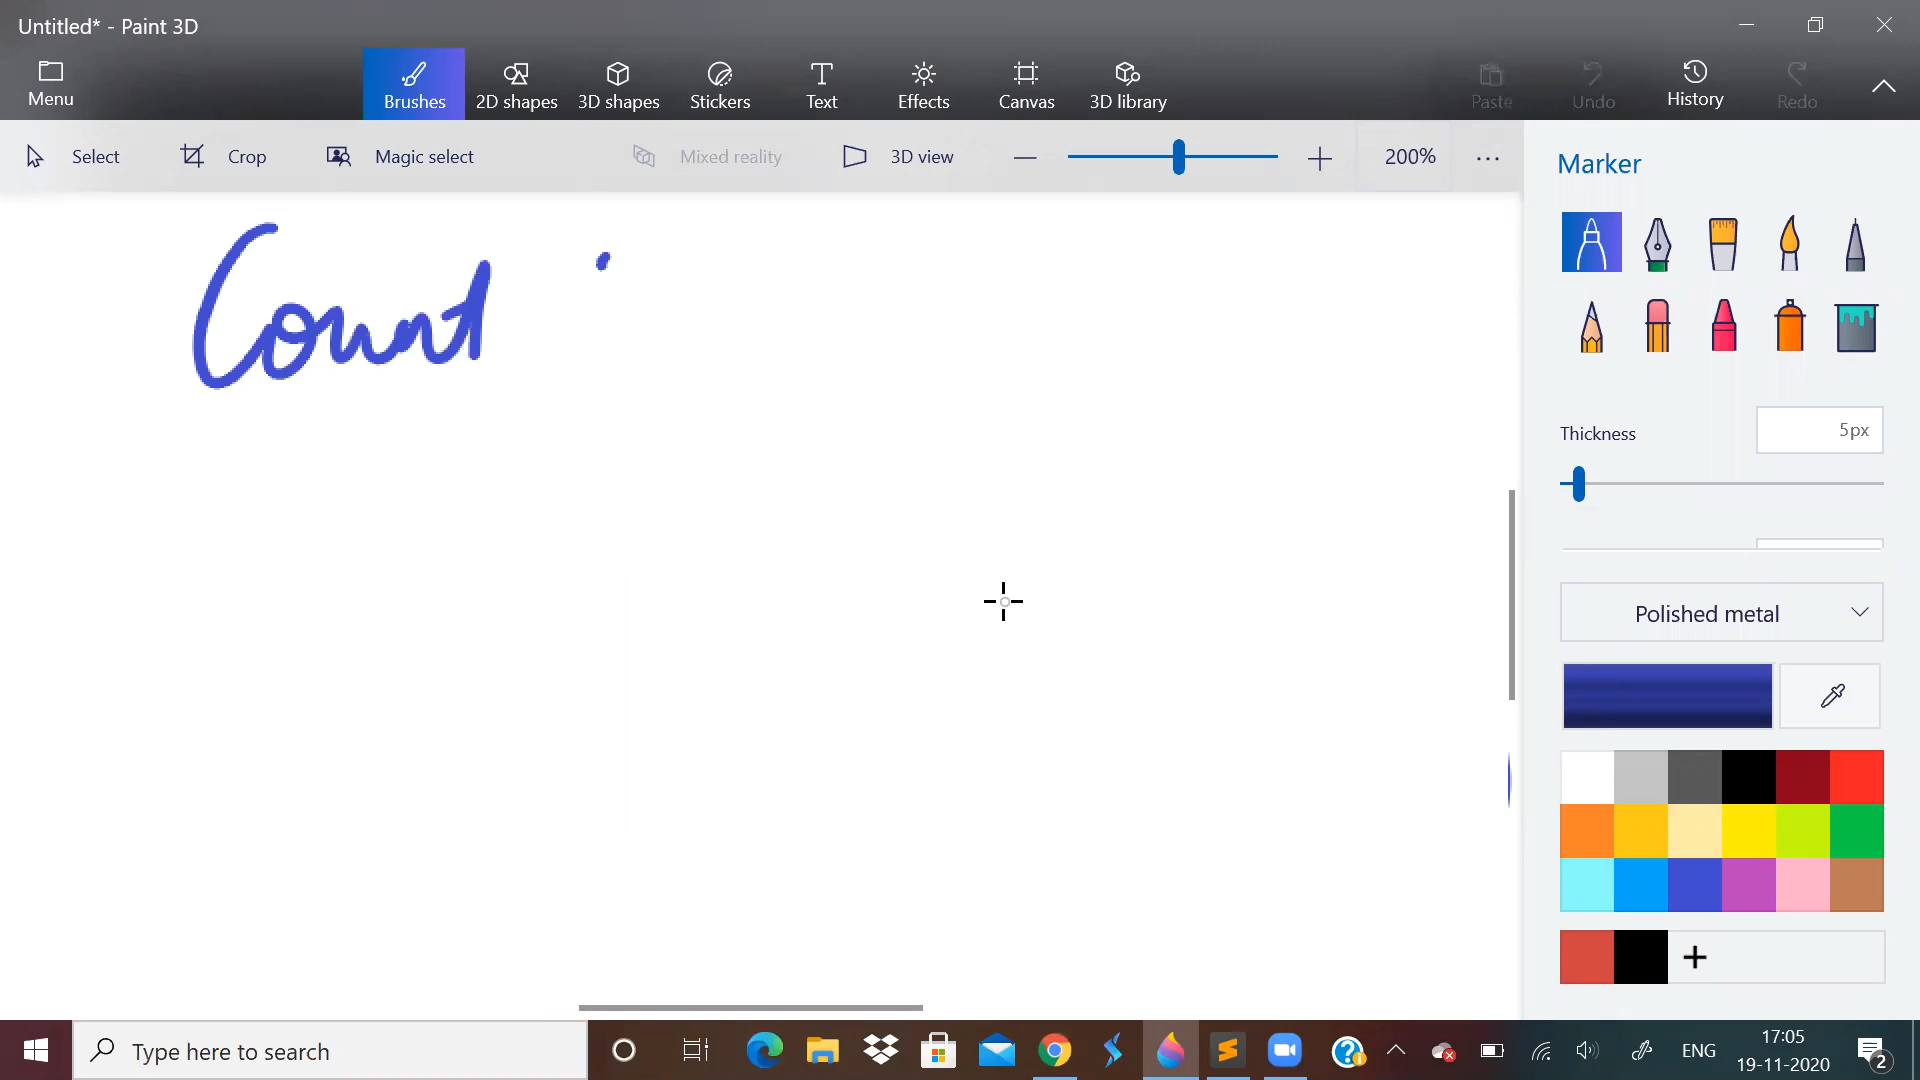 Untitled* - Paint 3D
Menu
Brushes
2D shapes
3D shapes
Stickers
Text
Effects
Canvas
3D library
Paste
Undo
History
Redo
Select
Crop
Magic select
Mixed reality
3D view
200%
Marker
Count
Thickness
5px
Polished metal
Type here to search
ENG
17:05
19-11-2020
2